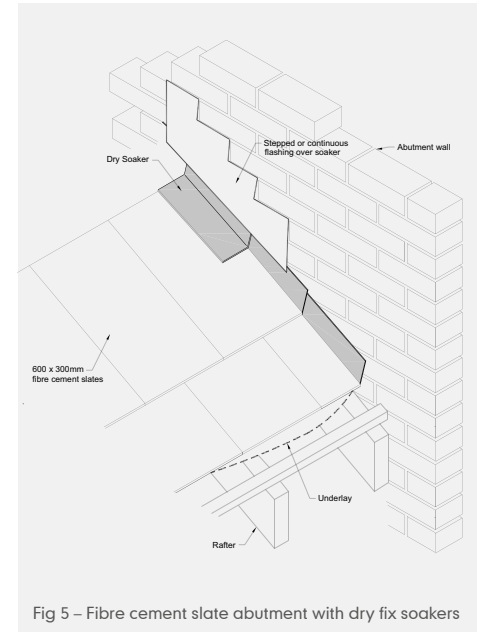 Stepped or continuous
flashing over soaker
Abutment wall
Dry Soaker
600 x 300mm
fibre cement slates
Underlay
Rafter
Fig 5 – Fibre cement slate abutment with dry fix soakers